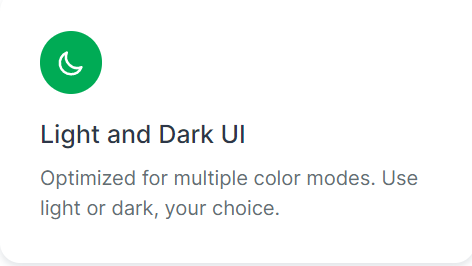 Light and Dark UI
Optimized for multiple color modes. Use
light or dark, your choice.